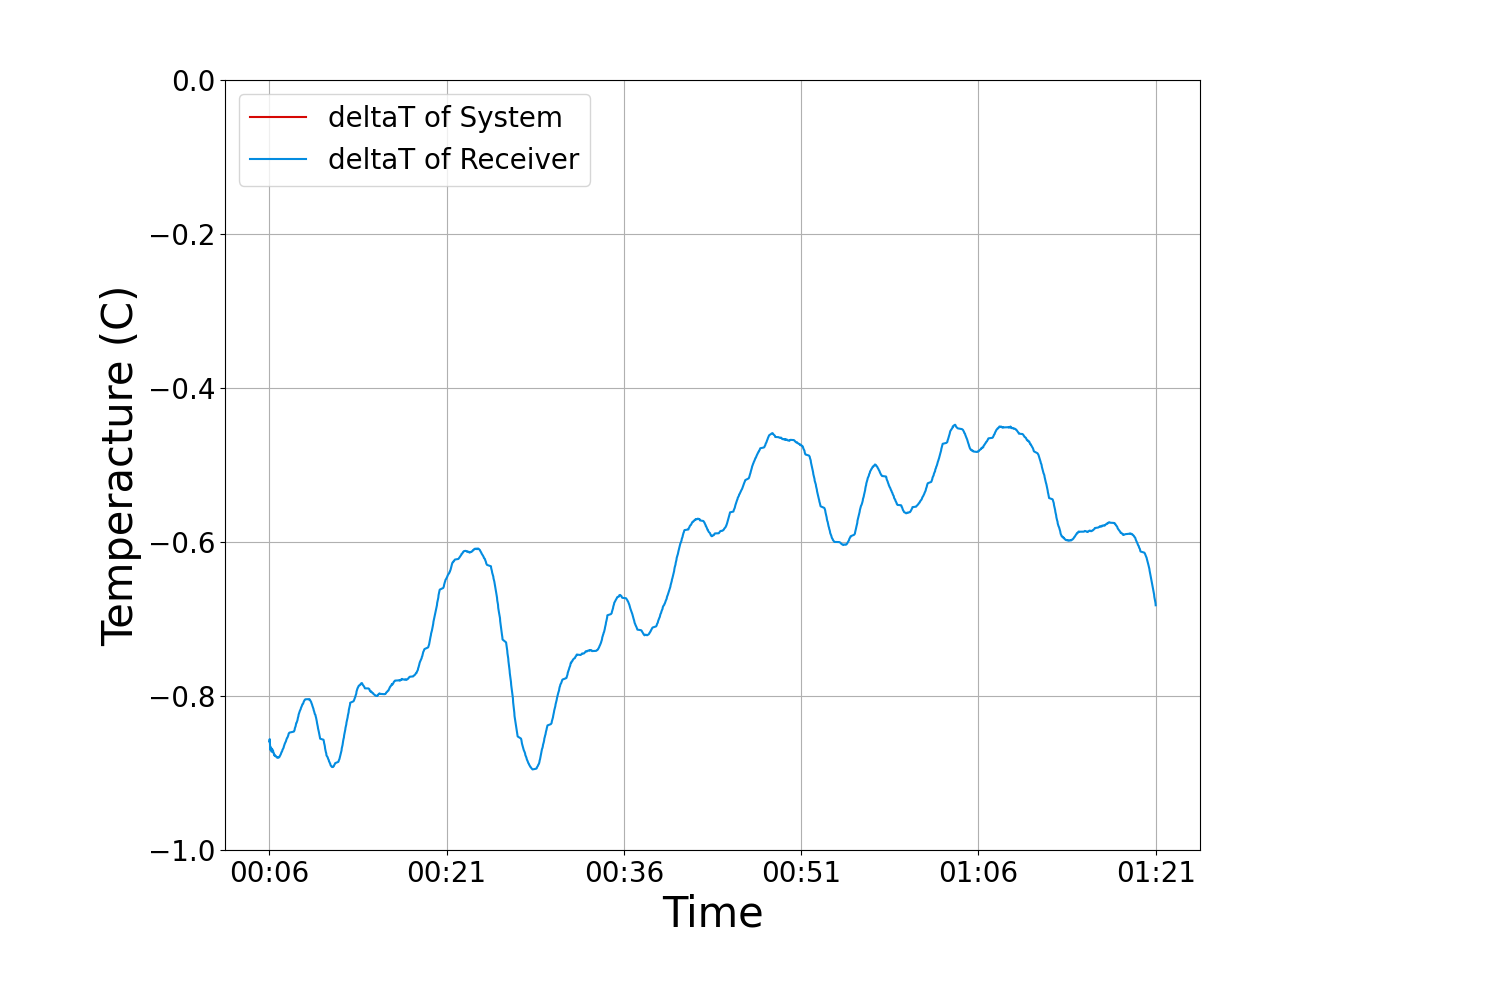 0.0
deltaT of System
deltaT of Receiver
−0.2
−0.4
−0.6
−0.8
−1.0
Temperacture (C)
00:06 00:21 00:36 00:51 01:06 01:21
Time